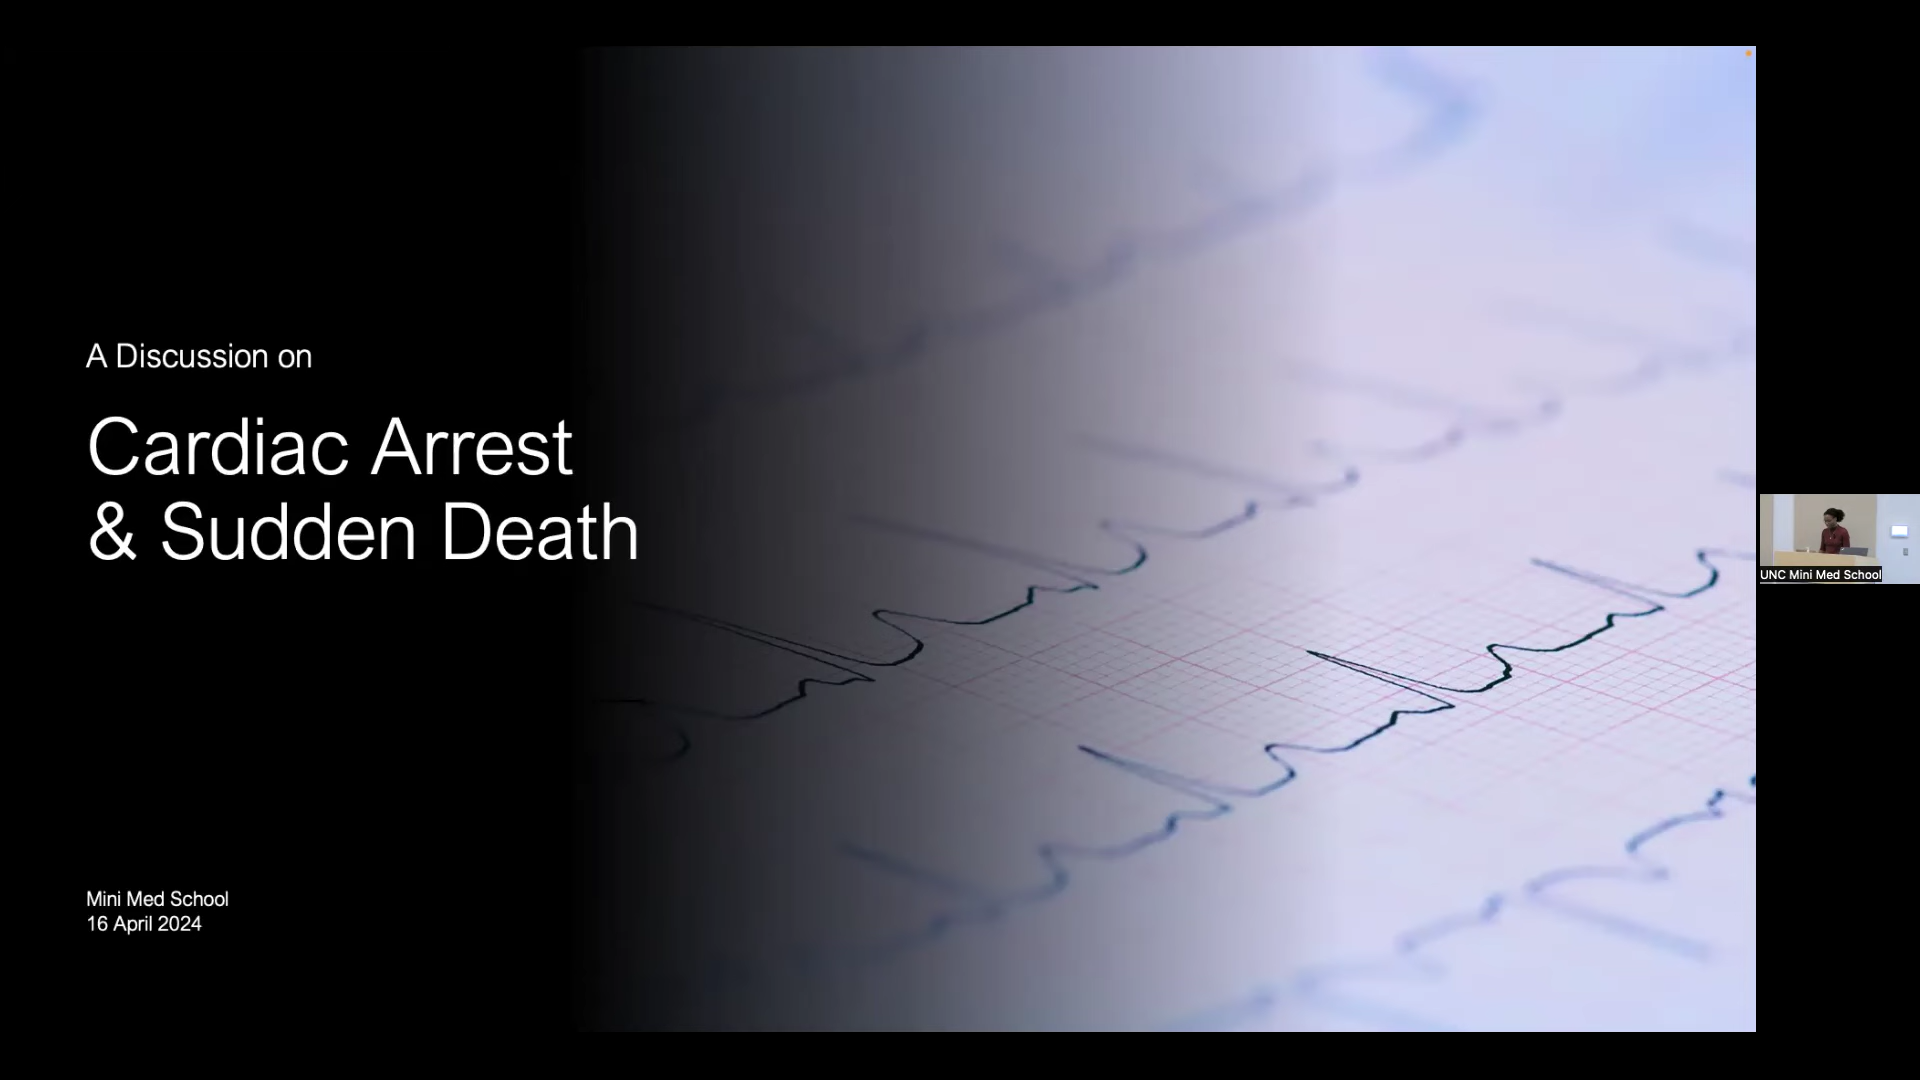 A Discussion on
Cardiac Arrest
& Sudden Death
Mini Med School
16 April 2024
UNC Mini Med School